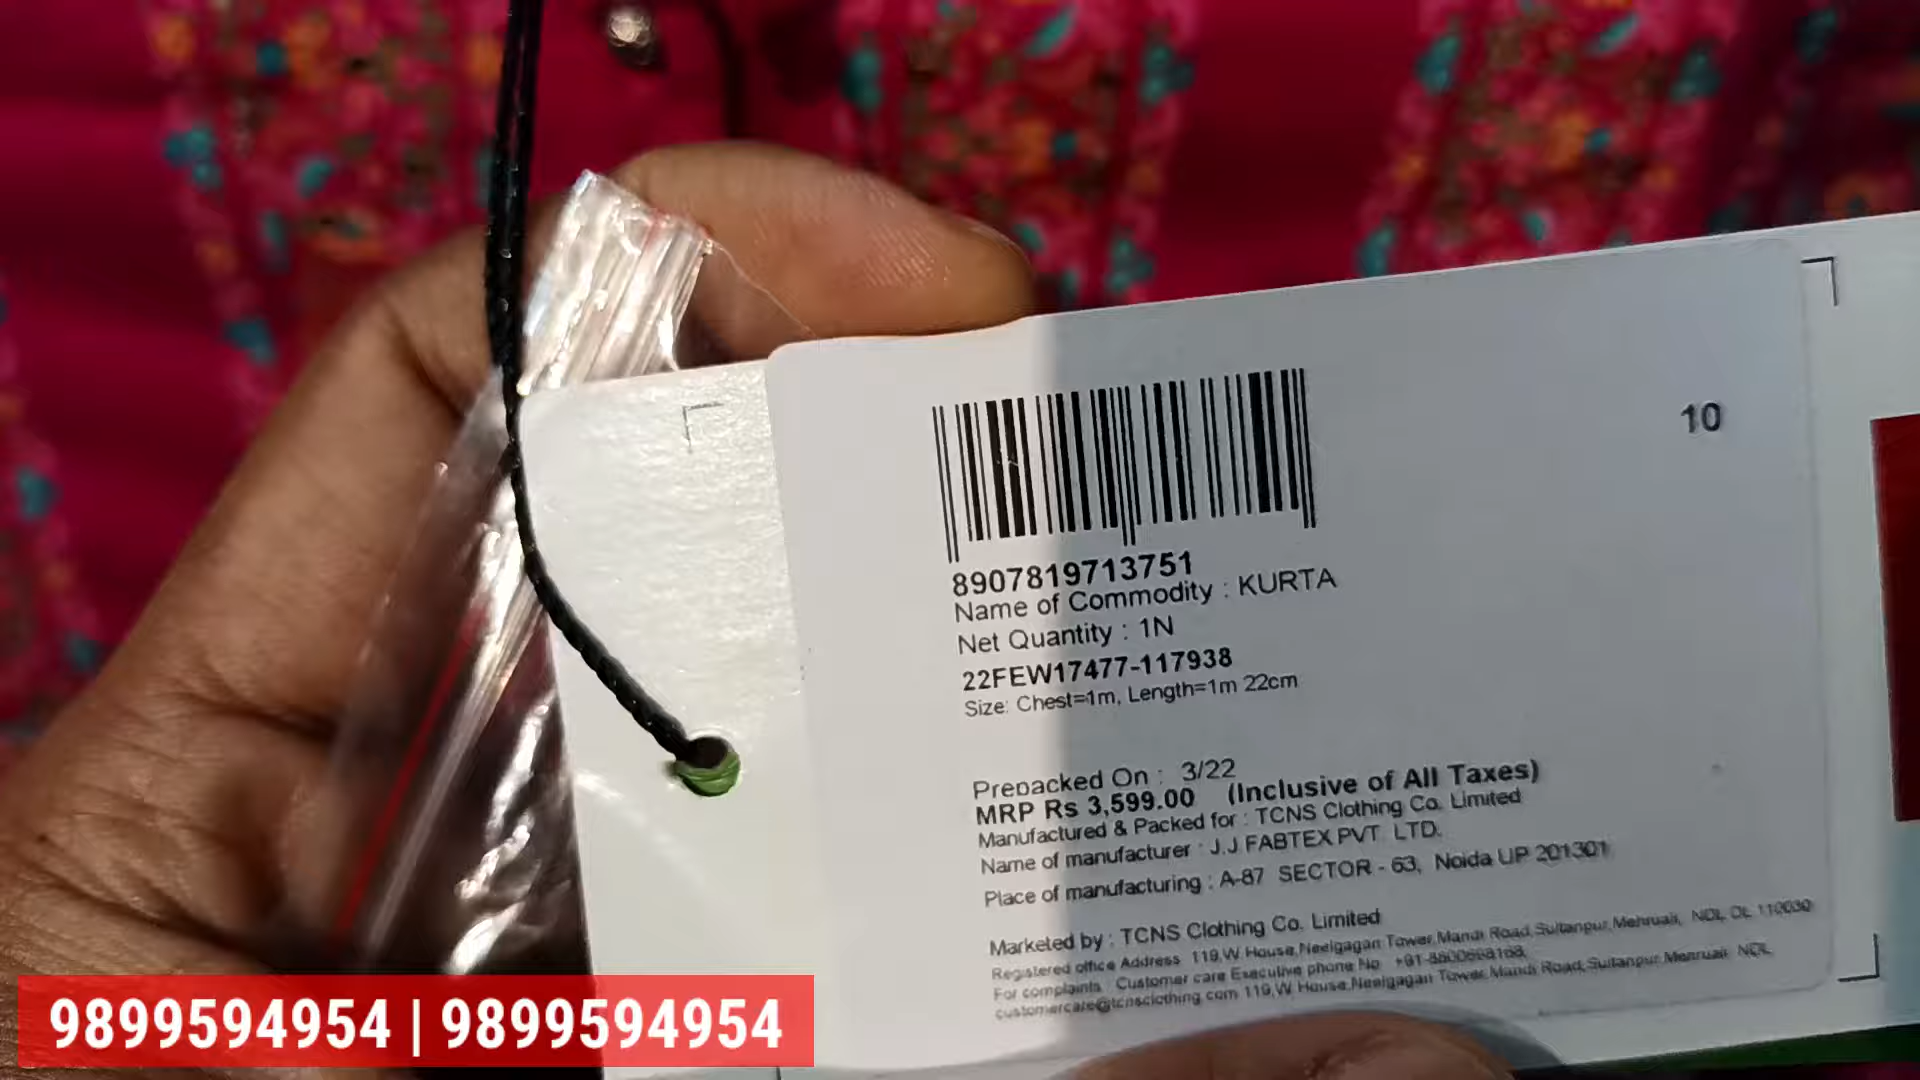 10
8907819713751
Name of Commodity : KURTA
Net Quantity : 1N
22FEW17477-117938
Size: Chest=1m, Length=1m 22cm
Prepacked On : 3/22
MRP Rs 3,599.00 (Inclusive of All Taxes)
Manufactured & Packed for : TCNS Clothing Co. Limited
Name of manufacturer : J.J FABTEX PVT LTD.
Place of manufacturing : A-87 SECTOR - 63, Noida UP 201301
Marketed by : TCNS Clothing Co. Limited
Registered office Address 119,W House,Neelgagan Tower,Mandi Road,Sultanpur,Mehrauli, NDL DL 110030
For complaints : Customer care Executive phone No +91-
customercare@tcnsclothing.com 119,W House,Neelgagan Tower,Mandi Road,Sultanpur Mehrauli NDL
9899594954 | 9899594954